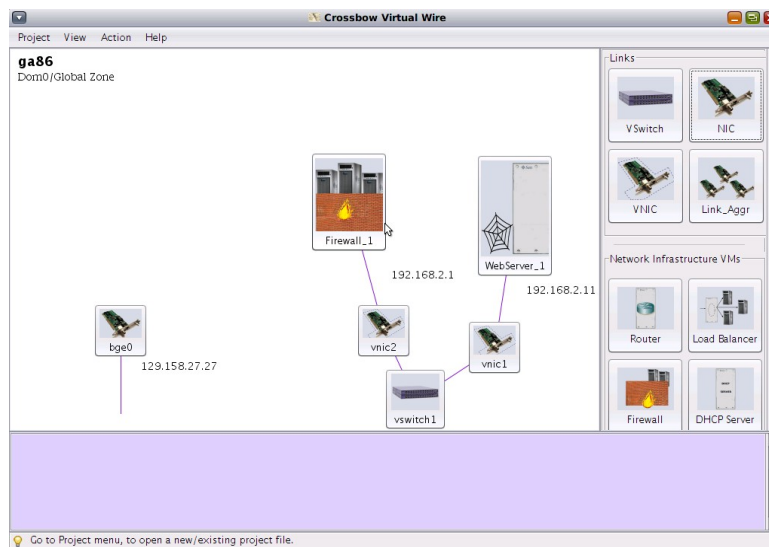 Crossbow Virtual Wire
Project View Action Help
ga86
Dom0/Global Zone
Firewall_1
192.168.2.1
WebServer_1
192.168.2.11
bge0
129.158.27.27
vnic2
vnic1
vswitch1
Links
VSwitch
NIC
VNIC
Link_Aggr
Network Infrastructure VMs
Router
Load Balancer
Firewall
DHCP Server
Go to Project menu, to open a new/existing project file.